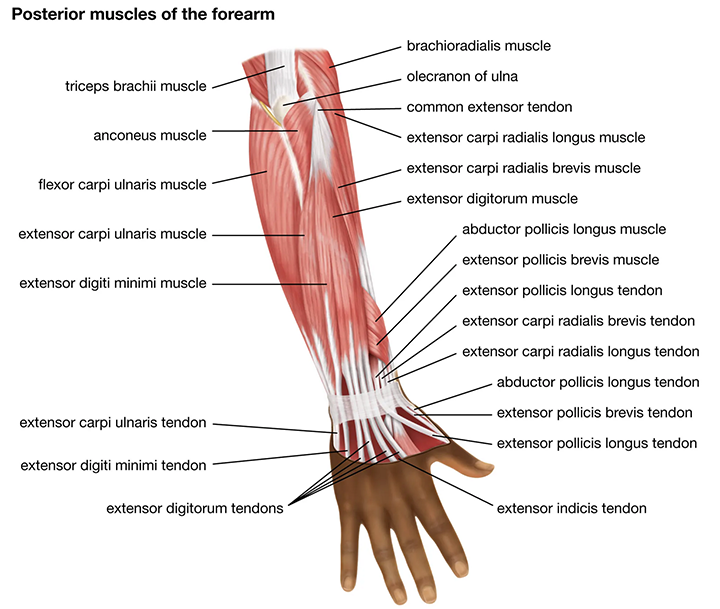 Posterior muscles of the forearm
triceps brachii muscle
anconeus muscle
flexor carpi ulnaris muscle
extensor carpi ulnaris muscle
extensor digiti minimi muscle
extensor carpi ulnaris tendon
extensor digiti minimi tendon
extensor digitorum tendons
brachioradialis muscle
olecranon of ulna
common extensor tendon
extensor carpi radialis longus muscle
extensor carpi radialis brevis muscle
extensor digitorum muscle
abductor pollicis longus muscle
extensor pollicis brevis muscle
extensor pollicis longus tendon
extensor carpi radialis brevis tendon
extensor carpi radialis longus tendon
abductor pollicis longus tendon
extensor pollicis brevis tendon
extensor pollicis longus tendon
extensor indicis tendon